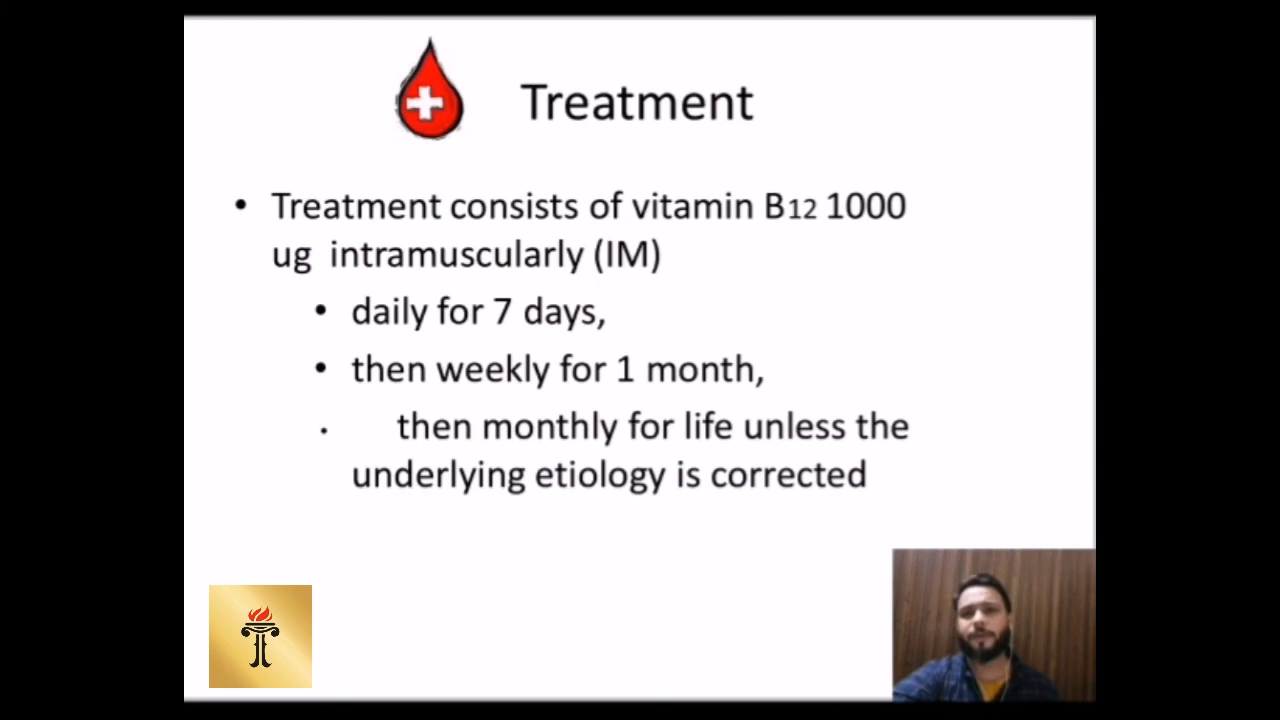 Treatment
• Treatment consists of vitamin B12 1000
ug intramuscularly (IM)
• daily for 7 days,
• then weekly for 1 month,
• then monthly for life unless the
underlying etiology is corrected